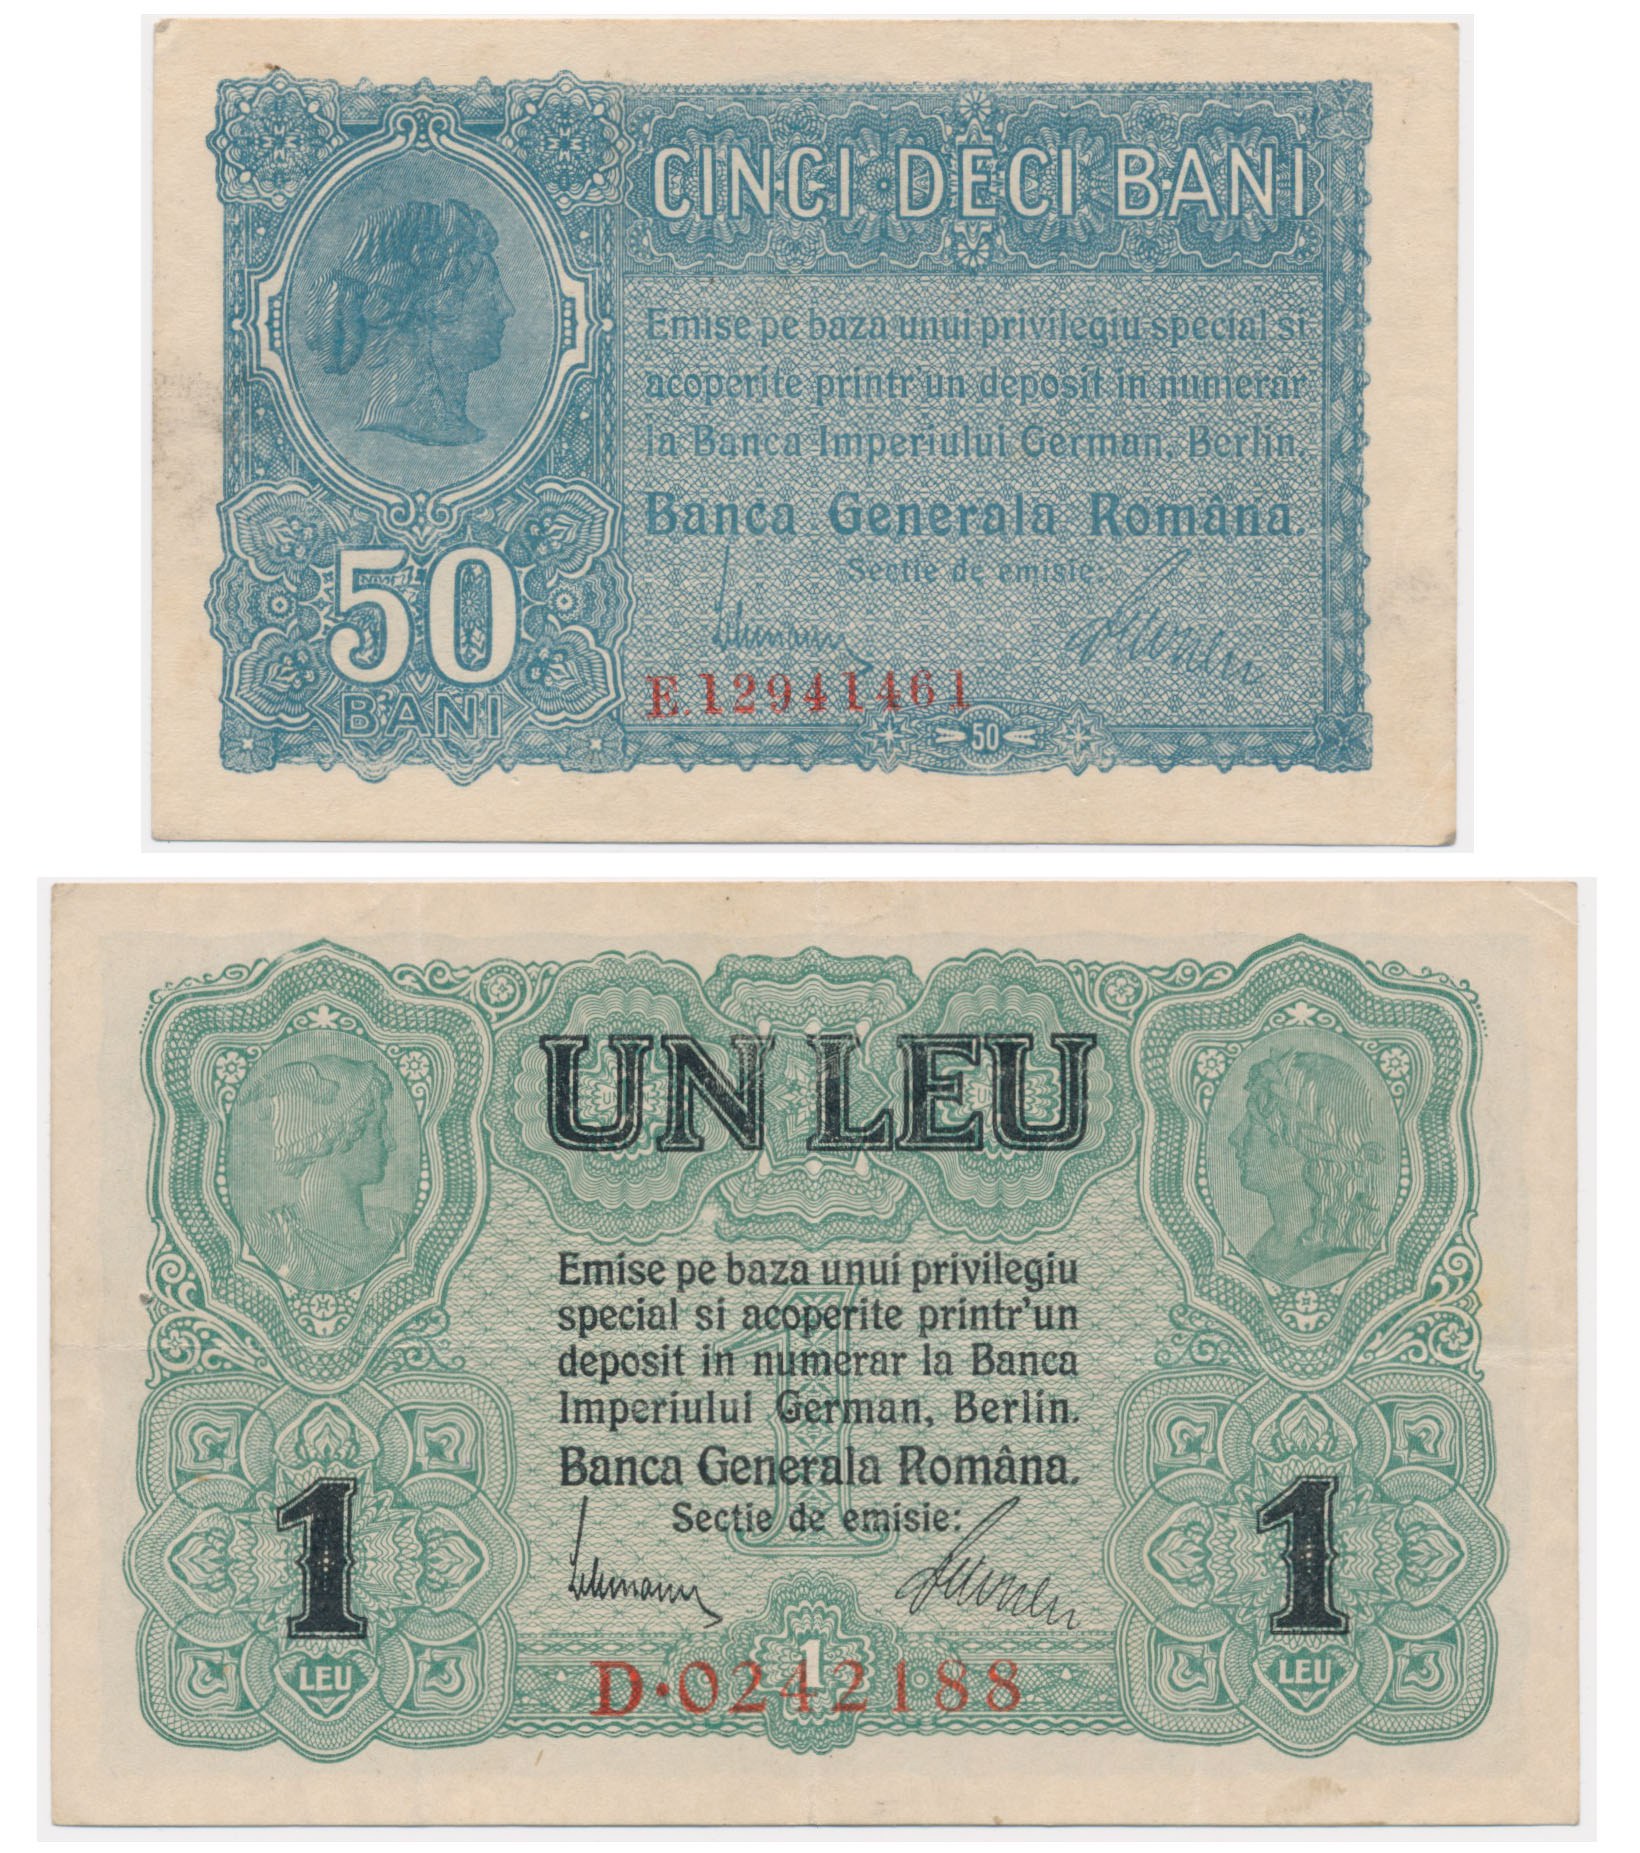 CINCI DECI BANI
Emise pe baza unui privilegiu special si
acoperite printr'un deposit in numerar
la Banca Imperiului German, Berlin.
Banca Generala Româna.
Sectie de emisie:
Lehmann
50
BANI
E.12941461
50
UN LEU
Emise pe baza unui privilegiu
special si acoperite printr'un
deposit in numerar la Banca
Imperiului German, Berlin.
Banca Generala Româna.
Sectie de emisie:
Lehmann
1
1
1
1
LEU
LEU
D·0242188